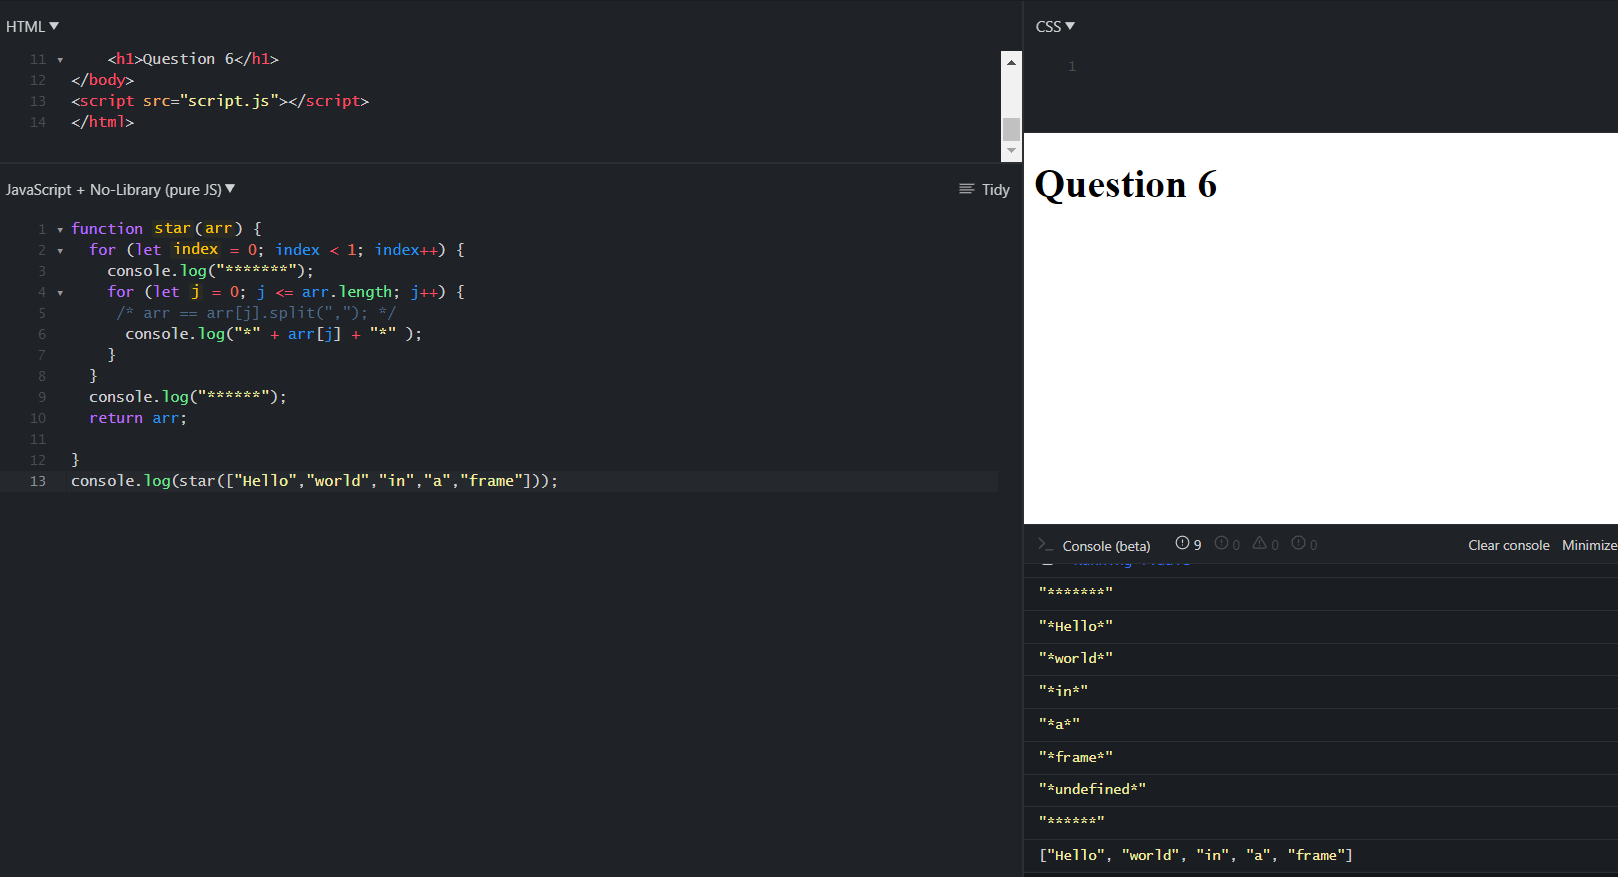 HTML ▼
11 ▾ <h1>Question 6</h1>
12 </body>
13 <script src="script.js"></script>
14 </html>
CSS ▼
1
JavaScript + No-Library (pure JS) ▼
Tidy
1 ▾ function star(arr) {
2 ▾ for (let index = 0; index < 1; index++) {
3 console.log("*******");
4 ▾ for (let j = 0; j <= arr.length; j++) {
5 /* arr == arr[j].split(","); */
6 console.log("*" + arr[j] + "*" );
7 }
8 }
9 console.log("******");
10 return arr;
11
12 }
13 console.log(star(["Hello","world","in","a","frame"]));
Question 6
>_ Console (beta) 9 0 0 0 Clear console Minimize
"*******"
"*Hello*"
"*world*"
"*in*"
"*a*"
"*frame*"
"*undefined*"
"******"
["Hello", "world", "in", "a", "frame"]